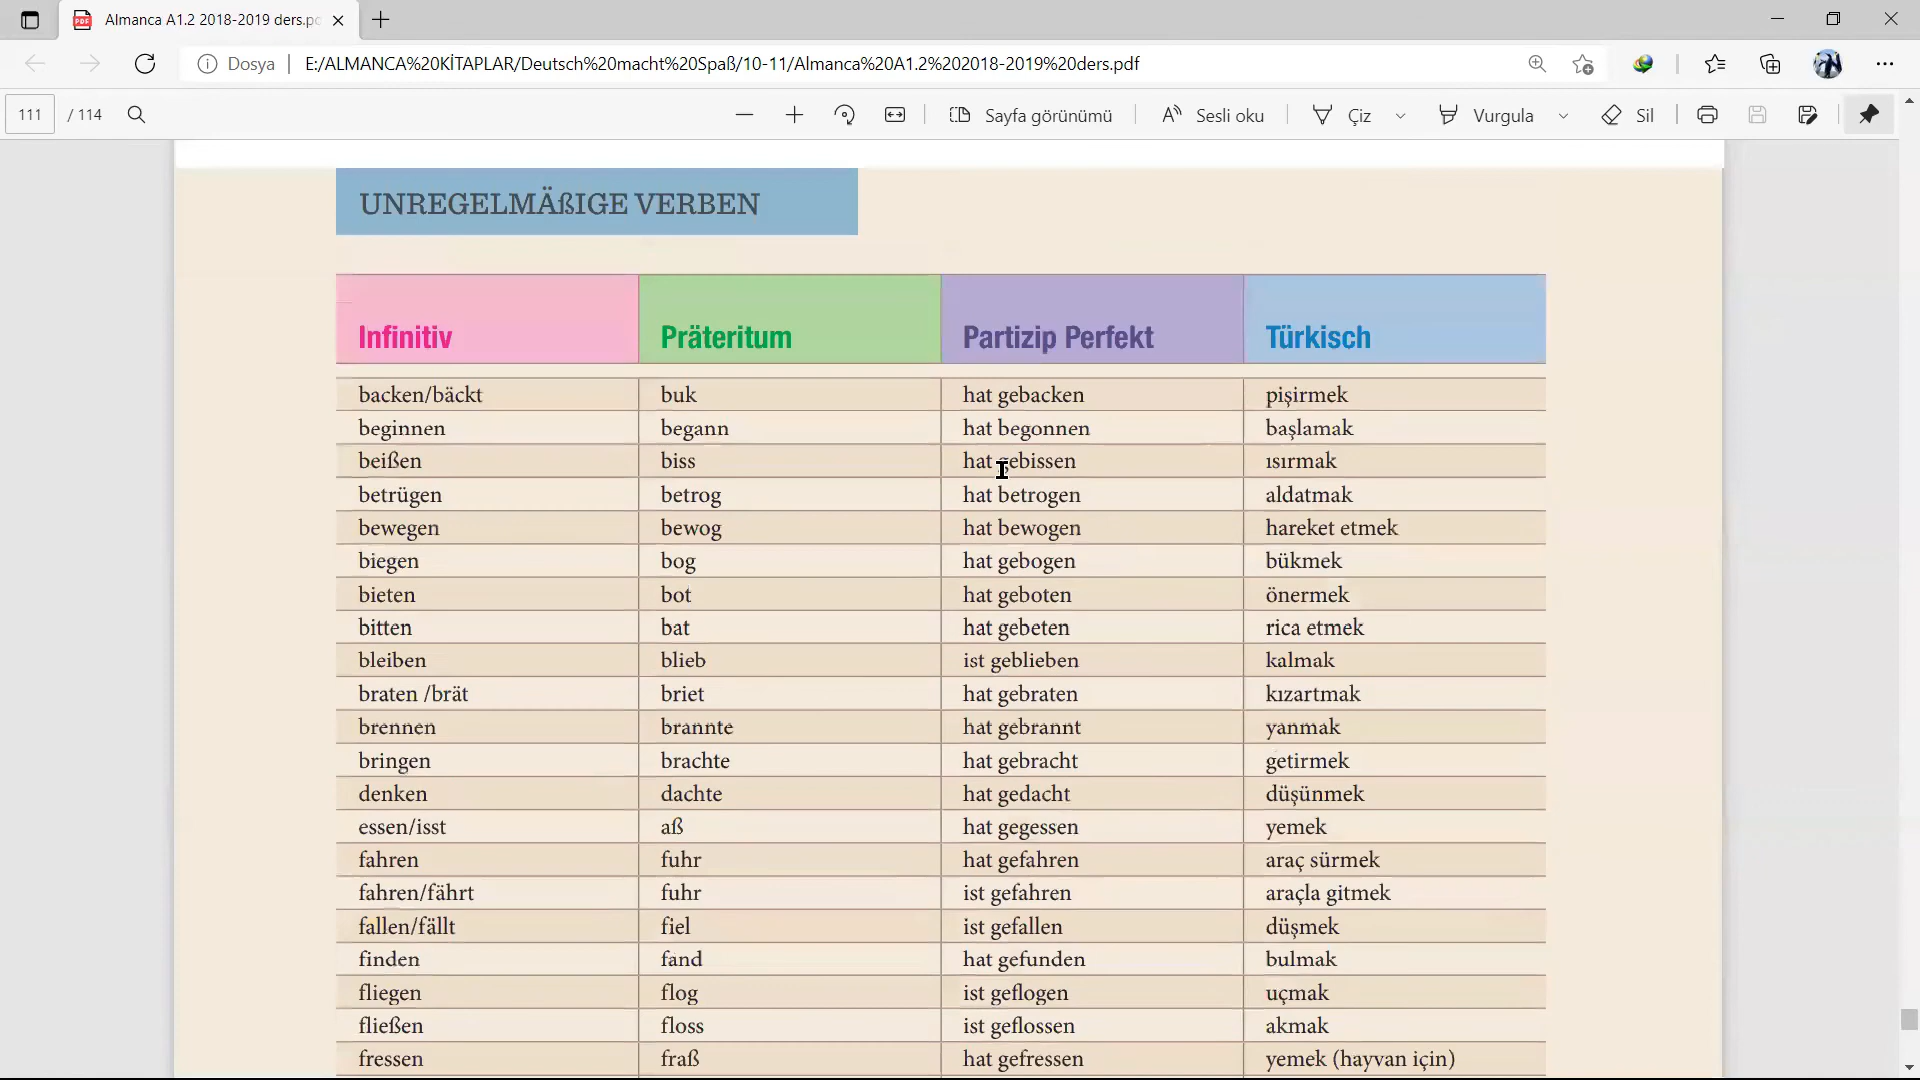 Almanca A1.2 2018-2019 ders.pd
Dosya | E:/ALMANCA%20KİTAPLAR/Deutsch%20macht%20Spaß/10-11/Almanca%20A1.2%202018-2019%20ders.pdf
111 / 114 Sayfa görünümü Sesli oku Çiz Vurgula Sil
UNREGELMÄßIGE VERBEN
Infinitiv Präteritum Partizip Perfekt Türkisch
backen/bäckt buk hat gebacken pişirmek
beginnen begann hat begonnen başlamak
beißen biss hat gebissen ısırmak
betrügen betrog hat betrogen aldatmak
bewegen bewog hat bewogen hareket etmek
biegen bog hat gebogen bükmek
bieten bot hat geboten önermek
bitten bat hat gebeten rica etmek
bleiben blieb ist geblieben kalmak
braten /brät briet hat gebraten kızartmak
brennen brannte hat gebrannt yanmak
bringen brachte hat gebracht getirmek
denken dachte hat gedacht düşünmek
essen/isst aß hat gegessen yemek
fahren fuhr hat gefahren araç sürmek
fahren/fährt fuhr ist gefahren araçla gitmek
fallen/fällt fiel ist gefallen düşmek
finden fand hat gefunden bulmak
fliegen flog ist geflogen uçmak
fließen floss ist geflossen akmak
fressen fraß hat gefressen yemek (hayvan için)